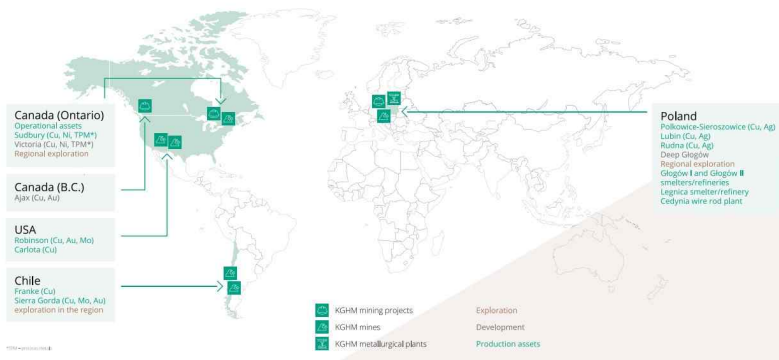 Canada (Ontario)
Operational assets
Sudbury (Cu, Ni, TPM*)
Victoria (Cu, Ni, TPM*)
Regional exploration
Canada (B.C.)
Ajax (Cu, Au)
USA
Robinson (Cu, Au, Mo)
Carlota (Cu)
Chile
Franke (Cu)
Sierra Gorda (Cu, Mo, Au)
exploration in the region
Poland
Polkowice-Sieroszowice (Cu, Ag)
Lubin (Cu, Ag)
Rudna (Cu, Ag)
Deep Głogów
Regional exploration
Głogów I and Głogów II
smelters/refineries
Legnica smelter/refinery
Cedynia wire rod plant
KGHM mining projects
KGHM mines
KGHM metallurgical plants
Exploration
Development
Production assets